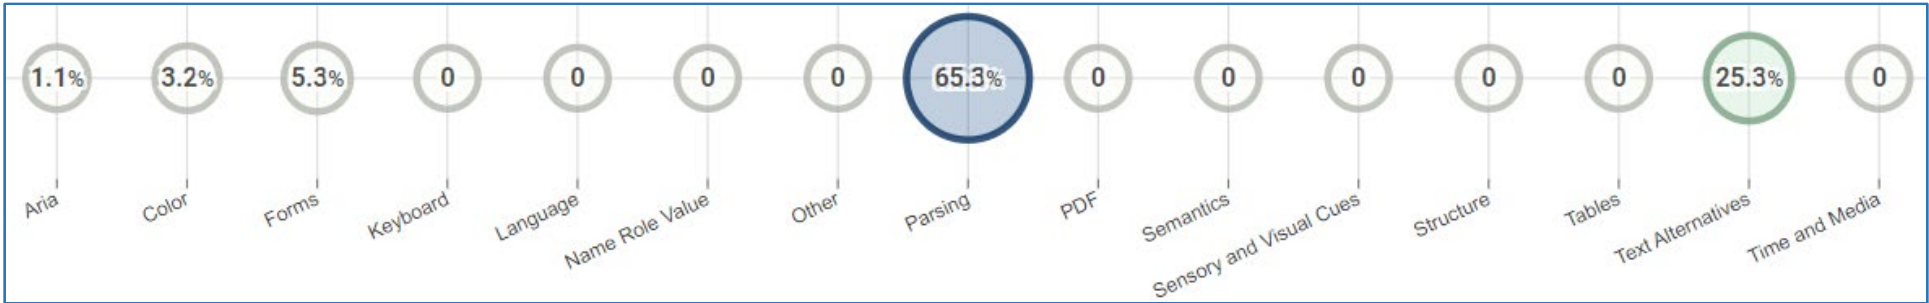 1.1%
3.2%
5.3%
0
0
0
0
65.3%
0
0
0
0
0
25.3%
0
Aria
Color
Forms
Keyboard
Language
Name Role Value
Other
Parsing
PDF
Semantics
Sensory and Visual Cues
Structure
Tables
Text Alternatives
Time and Media